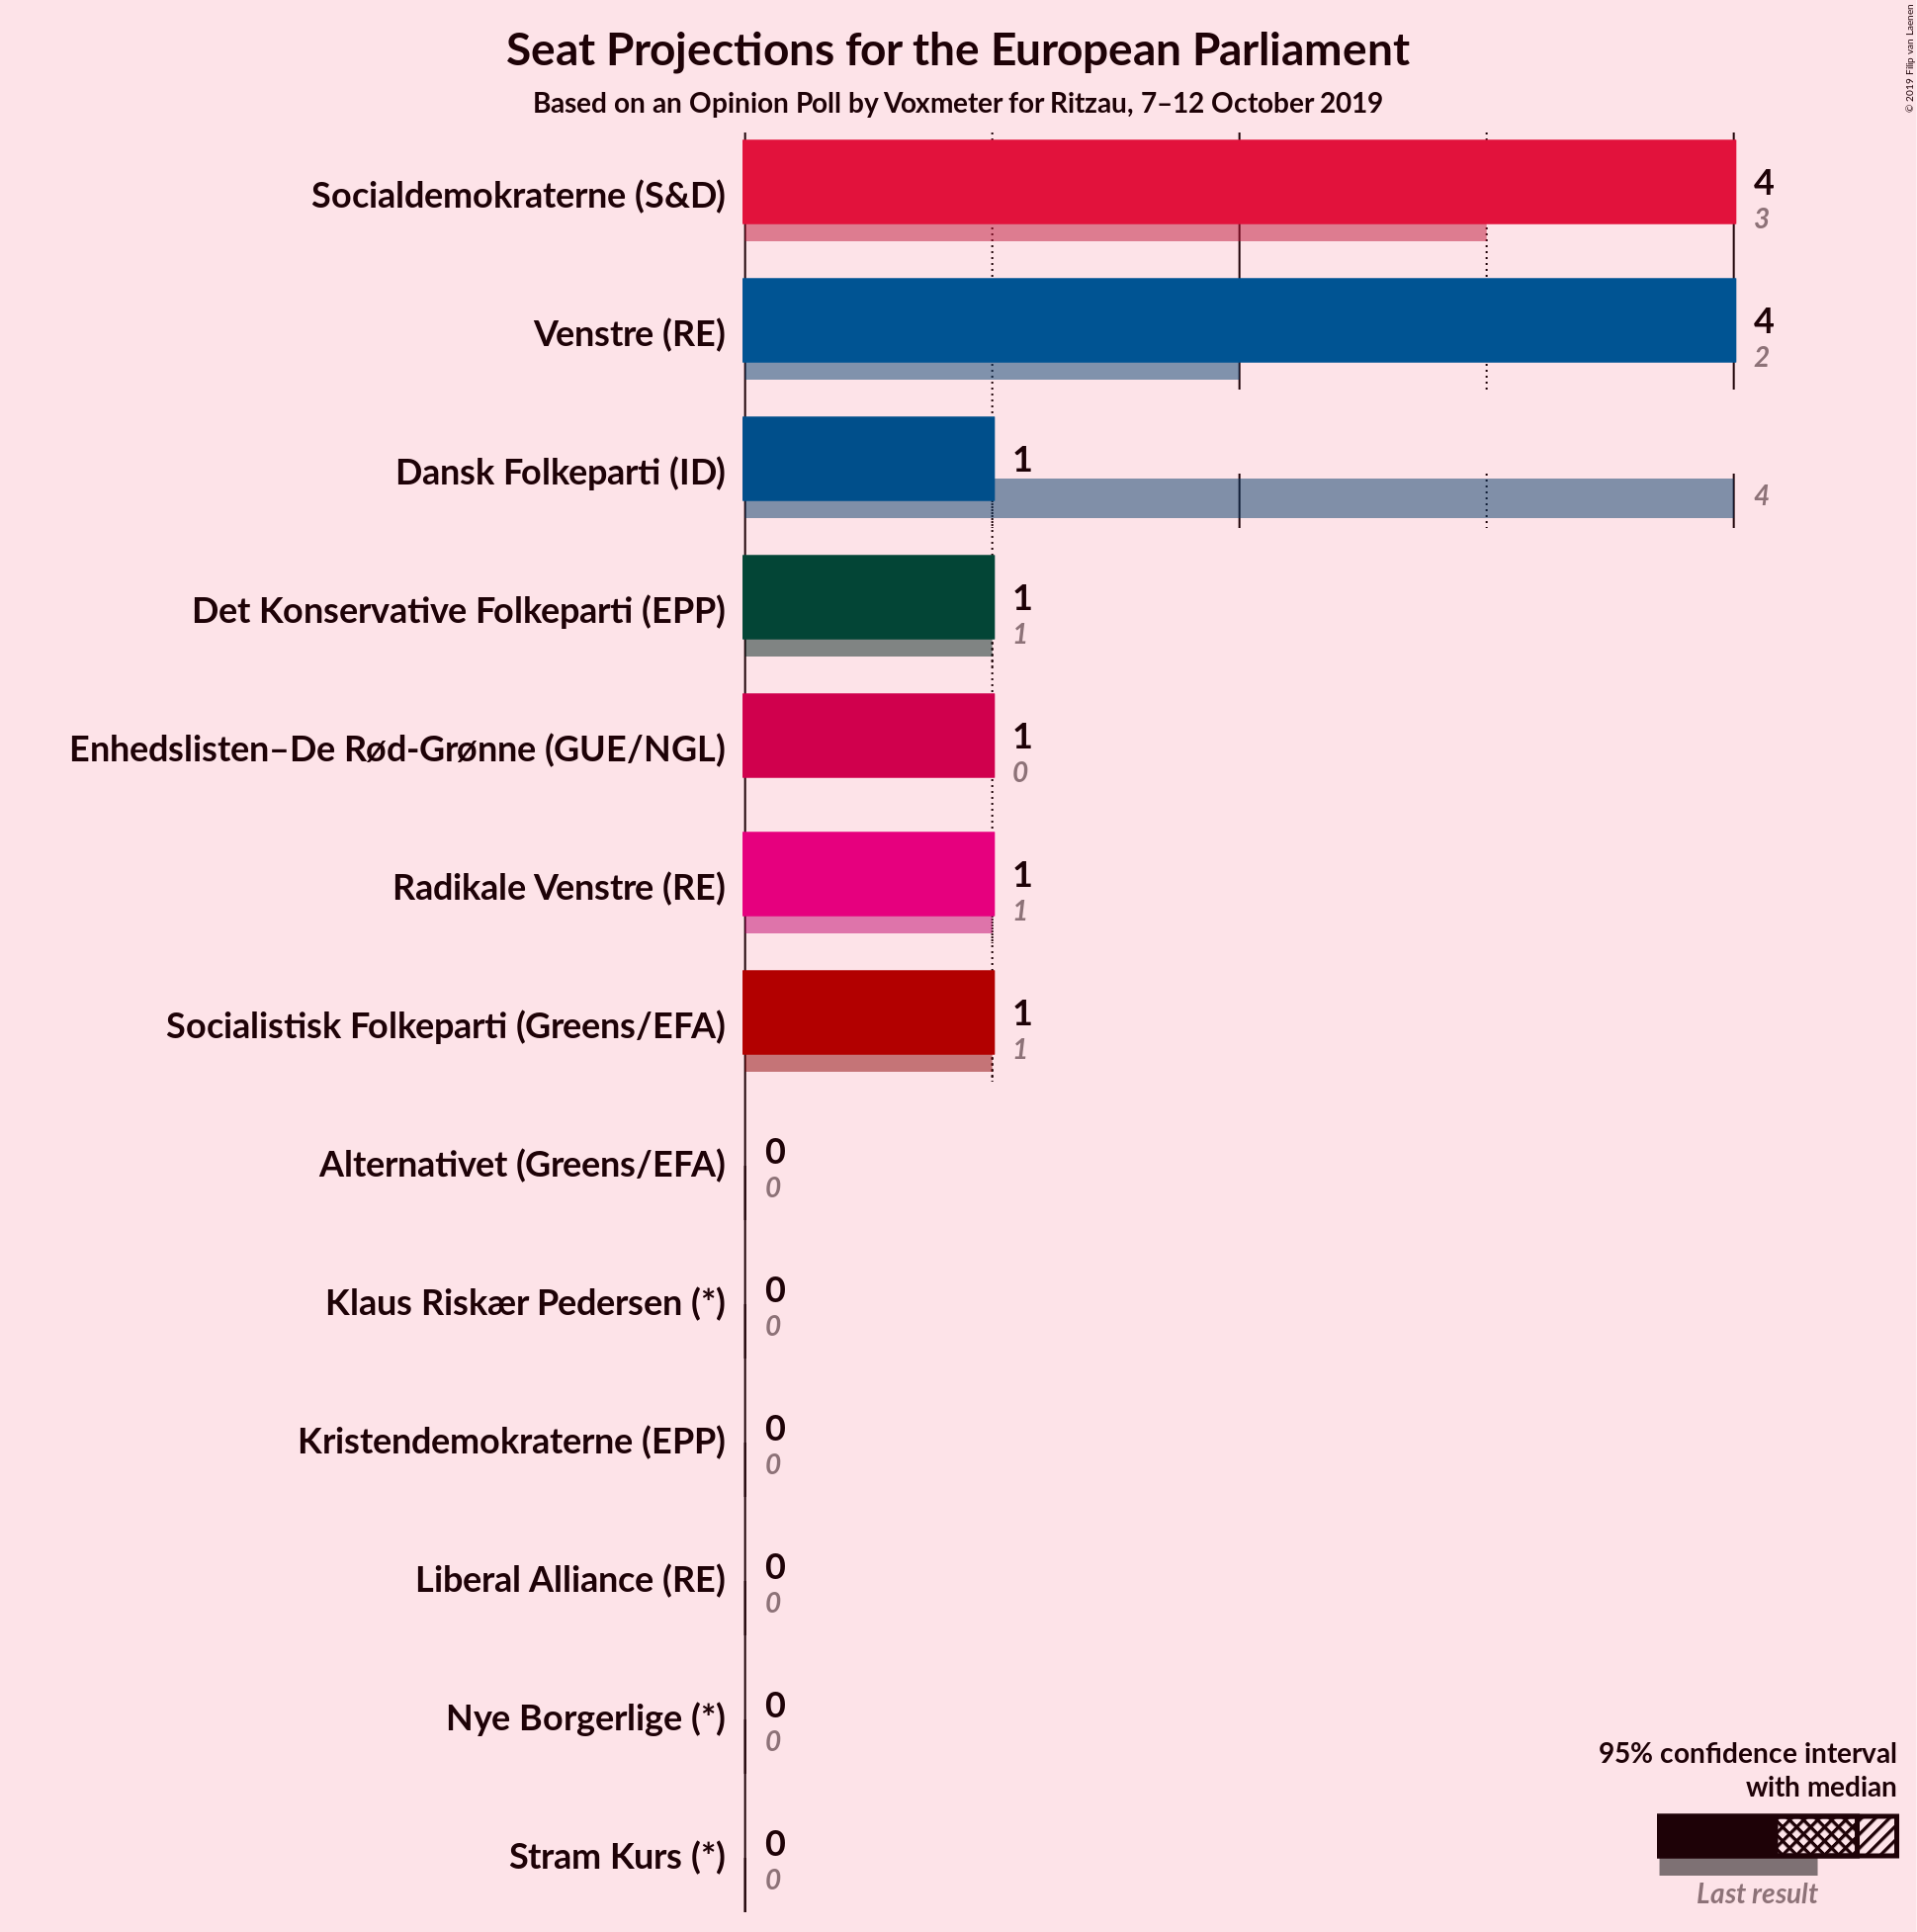 Seat Projections for the European Parliament
Based on an Opinion Poll by Voxmeter for Ritzau, 7–12 October 2019
© 2019 Filip van Laenen
Socialdemokraterne (S&D)
4
3
Venstre (RE)
4
2
Dansk Folkeparti (ID)
1
4
Det Konservative Folkeparti (EPP)
1
1
Enhedslisten–De Rød-Grønne (GUE/NGL)
1
0
Radikale Venstre (RE)
1
1
Socialistisk Folkeparti (Greens/EFA)
1
1
Alternativet (Greens/EFA)
0
0
Klaus Riskær Pedersen (*)
0
0
Kristendemokraterne (EPP)
0
0
Liberal Alliance (RE)
0
0
Nye Borgerlige (*)
0
0
Stram Kurs (*)
0
0
95% confidence interval
with median
Last result